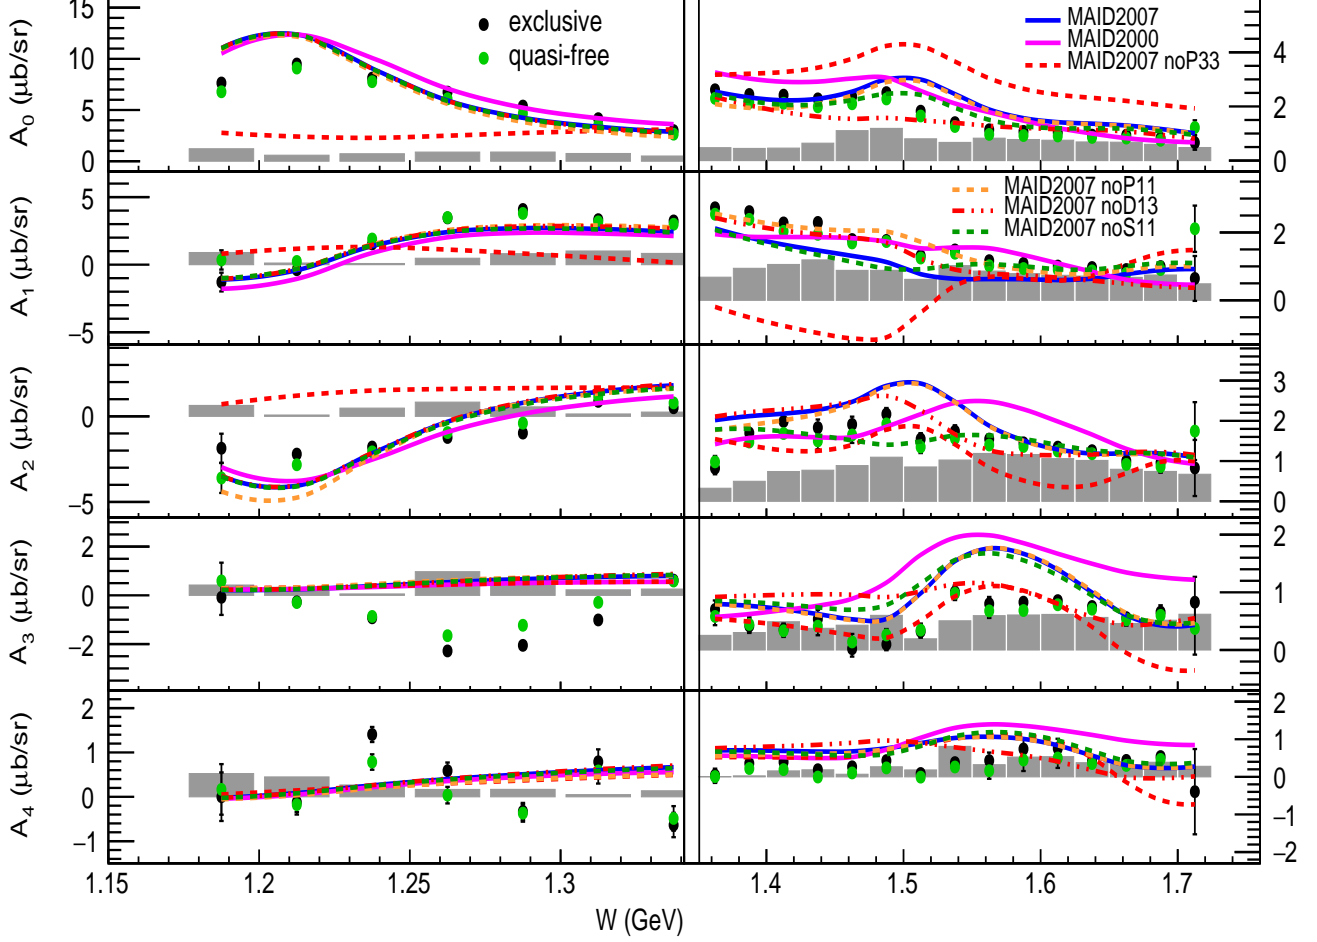 15
10
5
0
A0 (μb/sr)
exclusive
quasi-free
MAID2007
MAID2000
MAID2007 noP33
4
2
0
5
0
−5
A1 (μb/sr)
MAID2007 noP11
MAID2007 noD13
MAID2007 noS11
2
0
0
−5
A2 (μb/sr)
3
2
1
0
2
0
−2
A3 (μb/sr)
1
0
2
1
0
−1
A4 (μb/sr)
2
1
0
−1
−2
1.15
1.2
1.25
1.3
1.4
1.5
1.6
1.7
W (GeV)